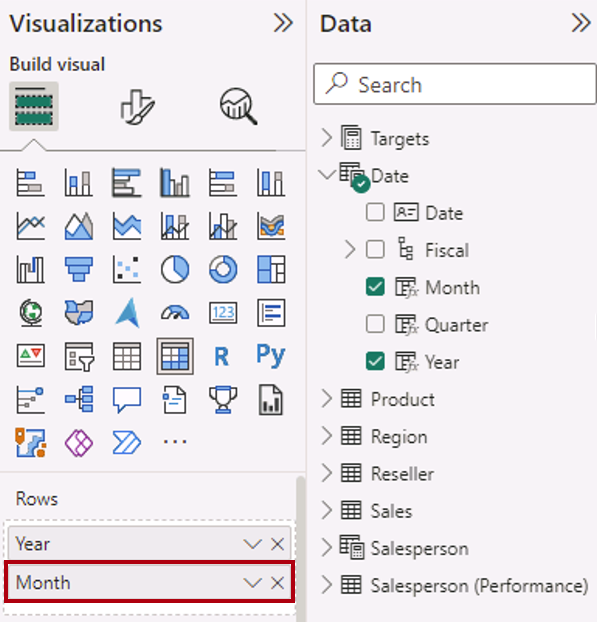 Visualizations
Build visual
123
R
Py
Rows
Year
Month
Data
Search
Targets
Date
Date
Fiscal
Month
Quarter
Year
Product
Region
Reseller
Sales
Salesperson
Salesperson (Performance)